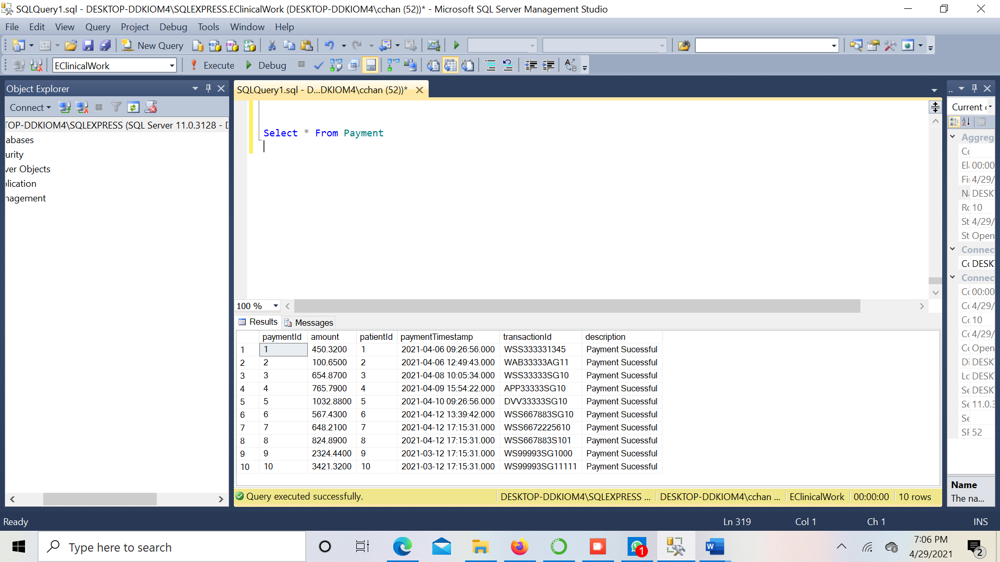 SQLQuery1.sql - DESKTOP-DDKIOM4\SQLEXPRESS.EClinicalWork (DESKTOP-DDKIOM4\cchan (52))* - Microsoft SQL Server Management Studio
File Edit View Query Project Debug Tools Window Help
New Query
EClinicalWork Execute Debug
Object Explorer
SQLQuery1.sql - D...DKIOM4\cchan (52))*
Connect
TOP-DDKIOM4\SQLEXPRESS (SQL Server 11.0.3128 - D
abases
urity
ver Objects
lication
nagement
Select * From Payment
100 %
Results Messages
paymentId amount patientId paymentTimestamp transactionId description
1 1 450.3200 1 2021-04-06 09:26:56.000 WSS333331345 Payment Sucessful
2 2 100.6500 2 2021-04-06 12:49:43.000 WAB33333AG11 Payment Sucessful
3 3 654.8700 3 2021-04-08 10:05:34.000 WSS33333SG10 Payment Sucessful
4 4 765.7900 4 2021-04-09 15:54:22.000 APP33333SG10 Payment Sucessful
5 5 1032.8800 5 2021-04-10 09:26:56.000 DVV33333SG10 Payment Sucessful
6 6 567.4300 6 2021-04-12 13:39:42.000 WSS667883SG10 Payment Sucessful
7 7 648.2100 7 2021-04-12 17:15:31.000 WSS6672225610 Payment Sucessful
8 8 824.8900 8 2021-04-12 17:15:31.000 WSS667883S101 Payment Sucessful
9 9 2324.4400 9 2021-03-12 17:15:31.000 WS99993SG1000 Payment Sucessful
10 10 3421.3200 10 2021-03-12 17:15:31.000 WS99993SG11111 Payment Sucessful
Query executed successfully. DESKTOP-DDKIOM4\SQLEXPRESS ... DESKTOP-DDKIOM4\cchan ... EClinicalWork 00:00:00 10 rows
..
Current
Aggreg
Co
El 00:00
Fi 4/29/
Na DESK
Ro 10
St 4/29/
St Open
Connec
Co DESK
Connec
Co 00:00
Co 4/29/
Co 10
Co 4/29/
Co Open
Di DESK
Lo DESK
Se DESK
Se 11.0.3
Se
SF 52
Name
The na...
Ready Ln 319 Col 1 Ch 1 INS
Type here to search
1
7:06 PM
4/29/2021
2